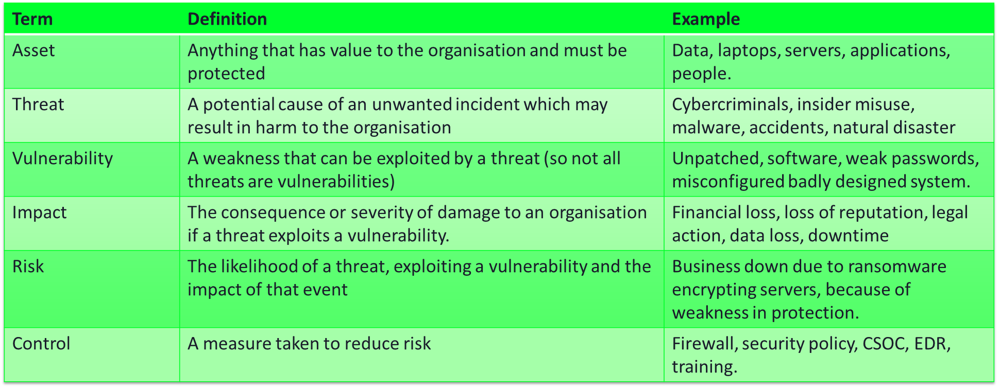 Term Definition Example
Asset
Anything that has value to the organisation and must be
protected
Data, laptops, servers, applications,
people.
Threat
A potential cause of an unwanted incident which may
result in harm to the organisation
Cybercriminals, insider misuse,
malware, accidents, natural disaster
Vulnerability
A weakness that can be exploited by a threat (so not all
threats are vulnerabilities)
Unpatched, software, weak passwords,
misconfigured badly designed system.
Impact
The consequence or severity of damage to an organisation
if a threat exploits a vulnerability.
Financial loss, loss of reputation, legal
action, data loss, downtime
Risk
The likelihood of a threat, exploiting a vulnerability and the
impact of that event
Business down due to ransomware
encrypting servers, because of
weakness in protection.
Control
A measure taken to reduce risk
Firewall, security policy, CSOC, EDR,
training.